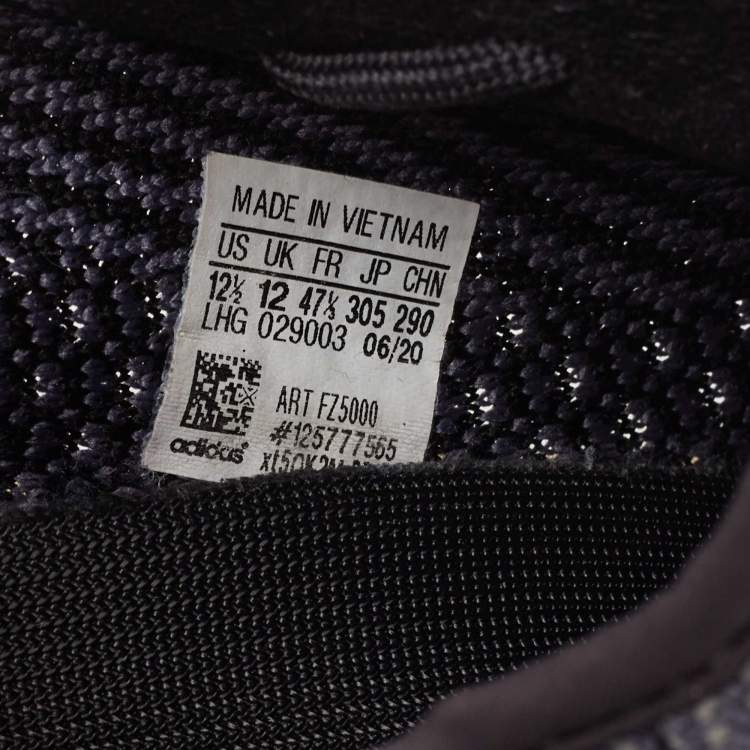 MADE IN VIETNAM
US UK FR JP CHN
12½ 12 47⅓ 305 290
LHG 029003 06/20
ART FZ5000
#125777565
adidas